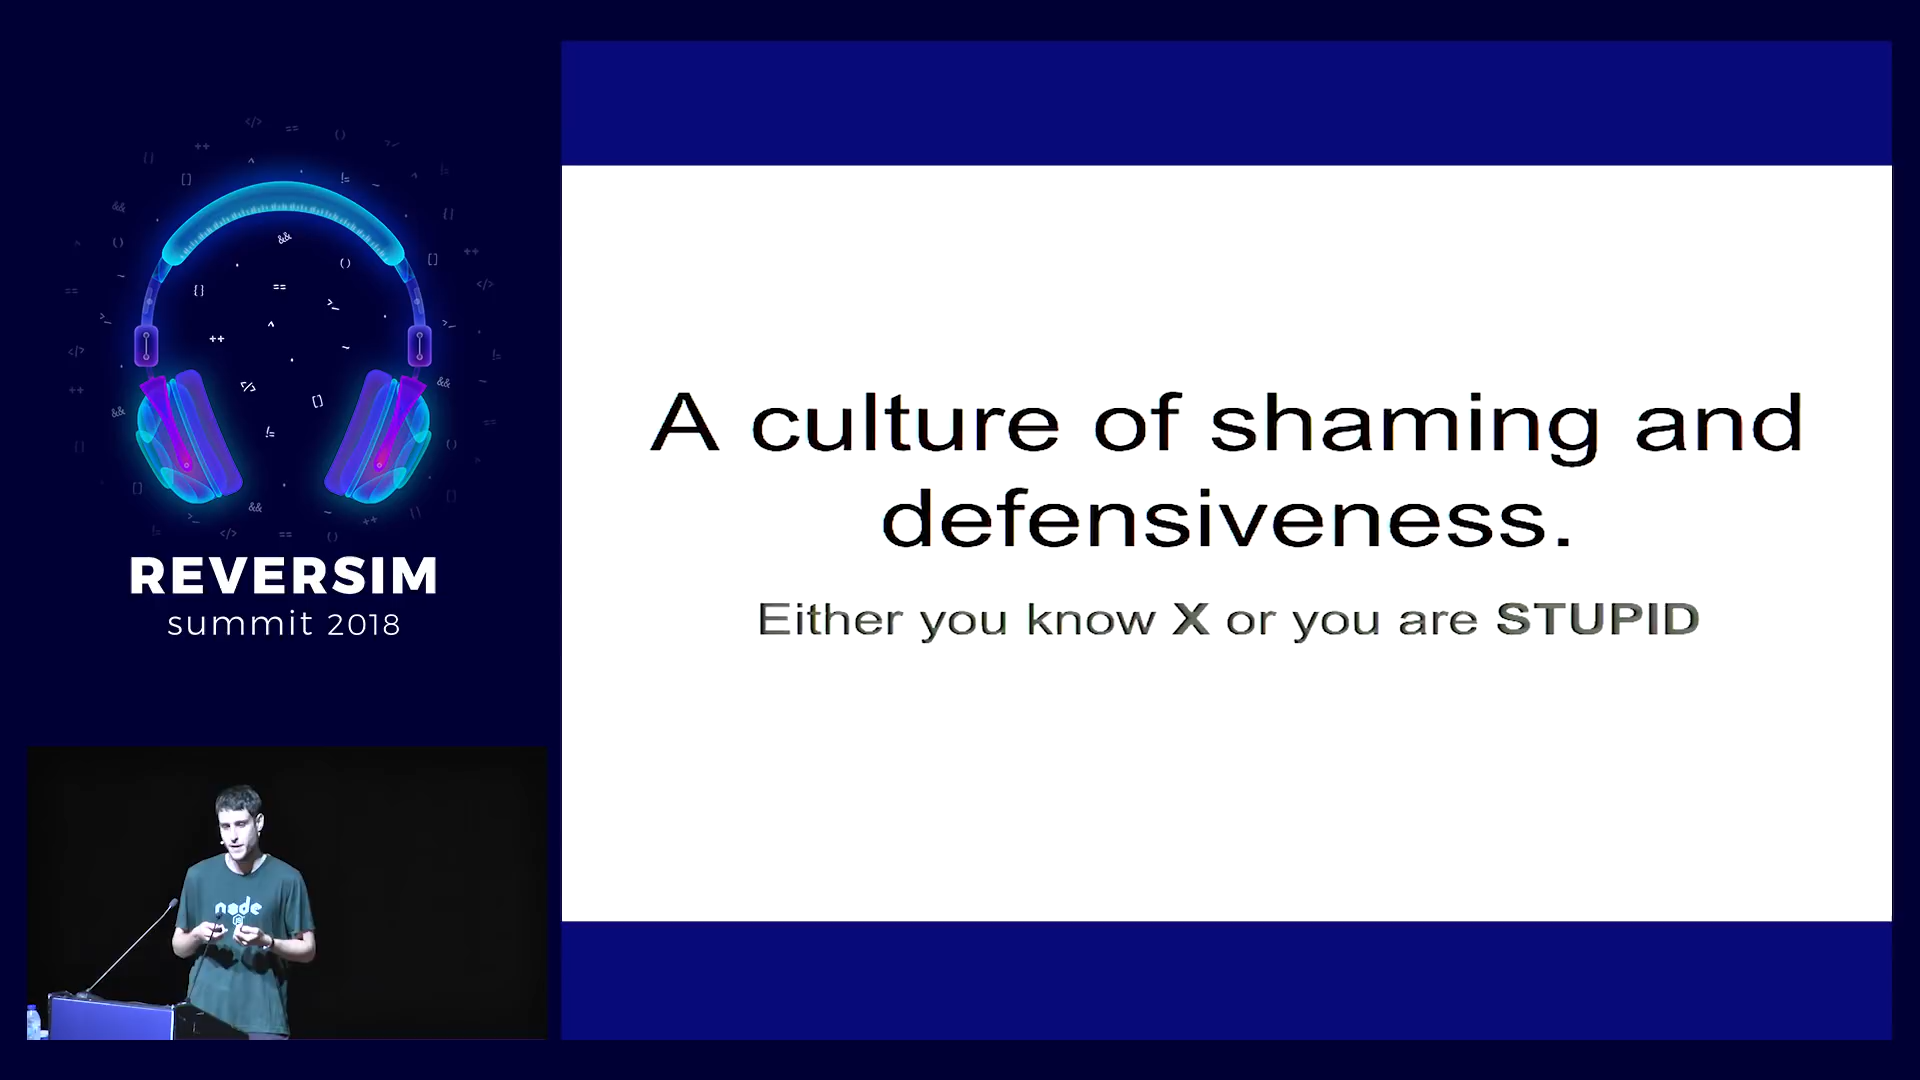 REVERSIM
summit 2018
A culture of shaming and
defensiveness.
Either you know X or you are STUPID
node